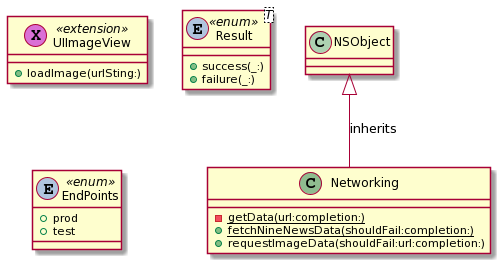 X «extension»
UIImageView
loadImage(urlSting:)
E «enum»
Result
T
success(_:)
failure(_:)
C NSObject
inherits
E «enum»
EndPoints
prod
test
C Networking
getData(url:completion:)
fetchNineNewsData(shouldFail:completion:)
requestImageData(shouldFail:url:completion:)